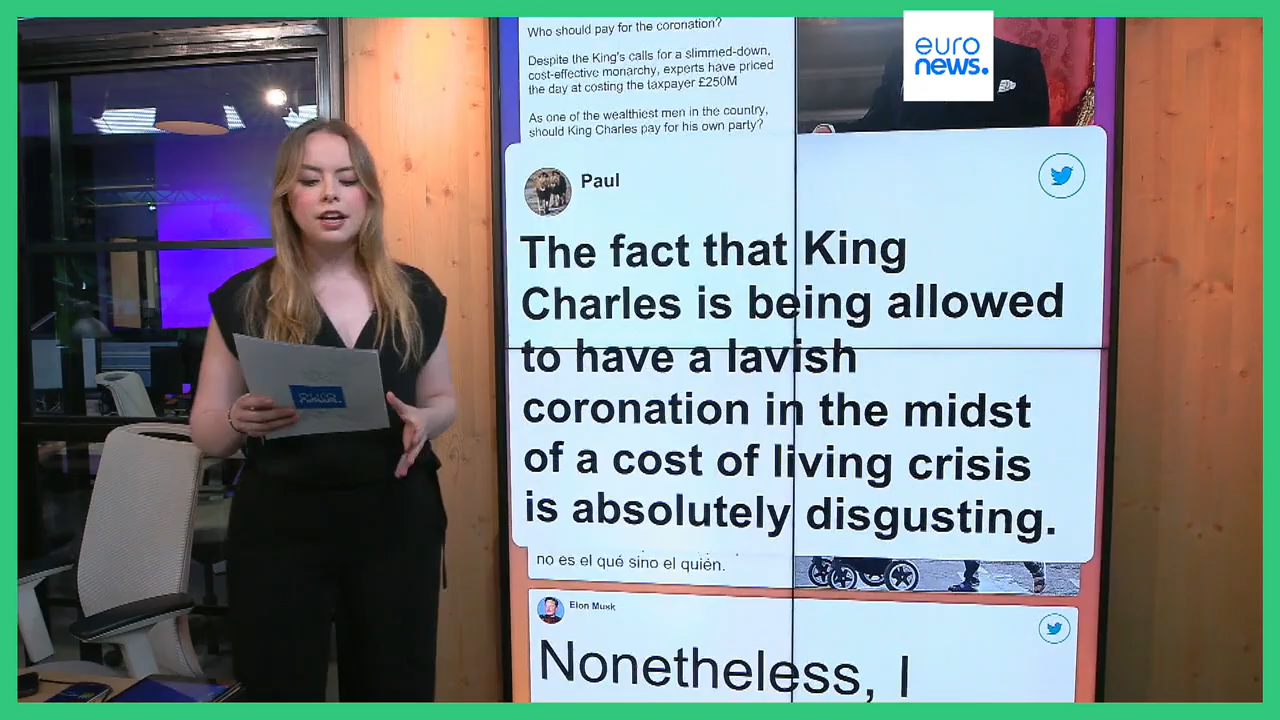 Who should pay for the coronation?
Despite the King's calls for a slimmed-down,
cost-effective monarchy, experts have priced
the day at costing the taxpayer £250M
As one of the wealthiest men in the country,
should King Charles pay for his own party?
euro
news.
Paul
The fact that King
Charles is being allowed
to have a lavish
coronation in the midst
of a cost of living crisis
is absolutely disgusting.
no es el qué sino el quién.
Elon Musk
Nonetheless, I
euro
news.